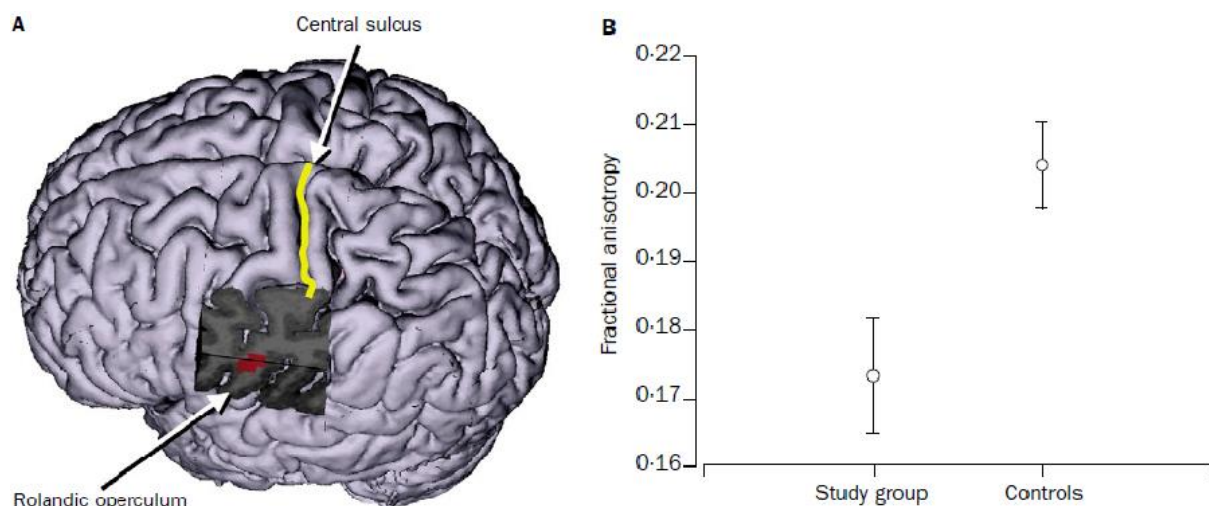 A
Central sulcus
Rolandic operculum
B
0·22
0·21
0·20
0·19
0·18
0·17
0·16
Fractional anisotropy
Study group
Controls